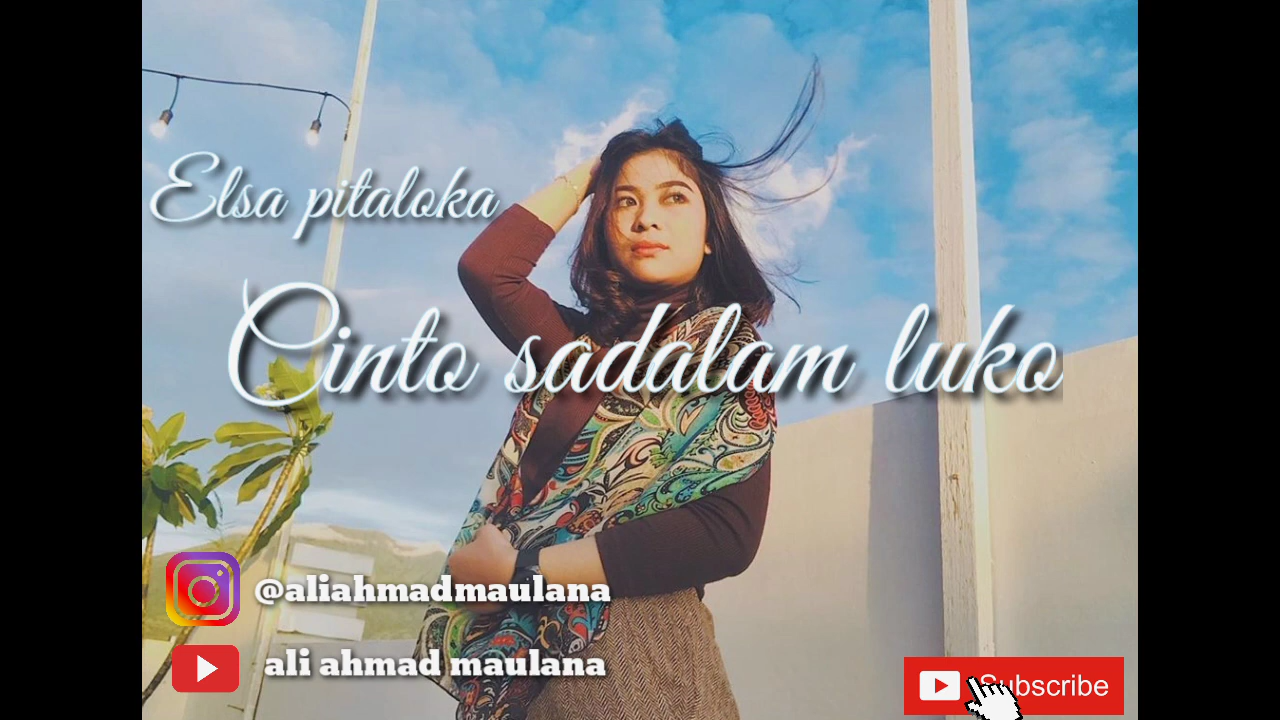 Elsa pitaloka
Cinto sadalam luko
@aliahmadmaulana
ali ahmad maulana
Subscribe